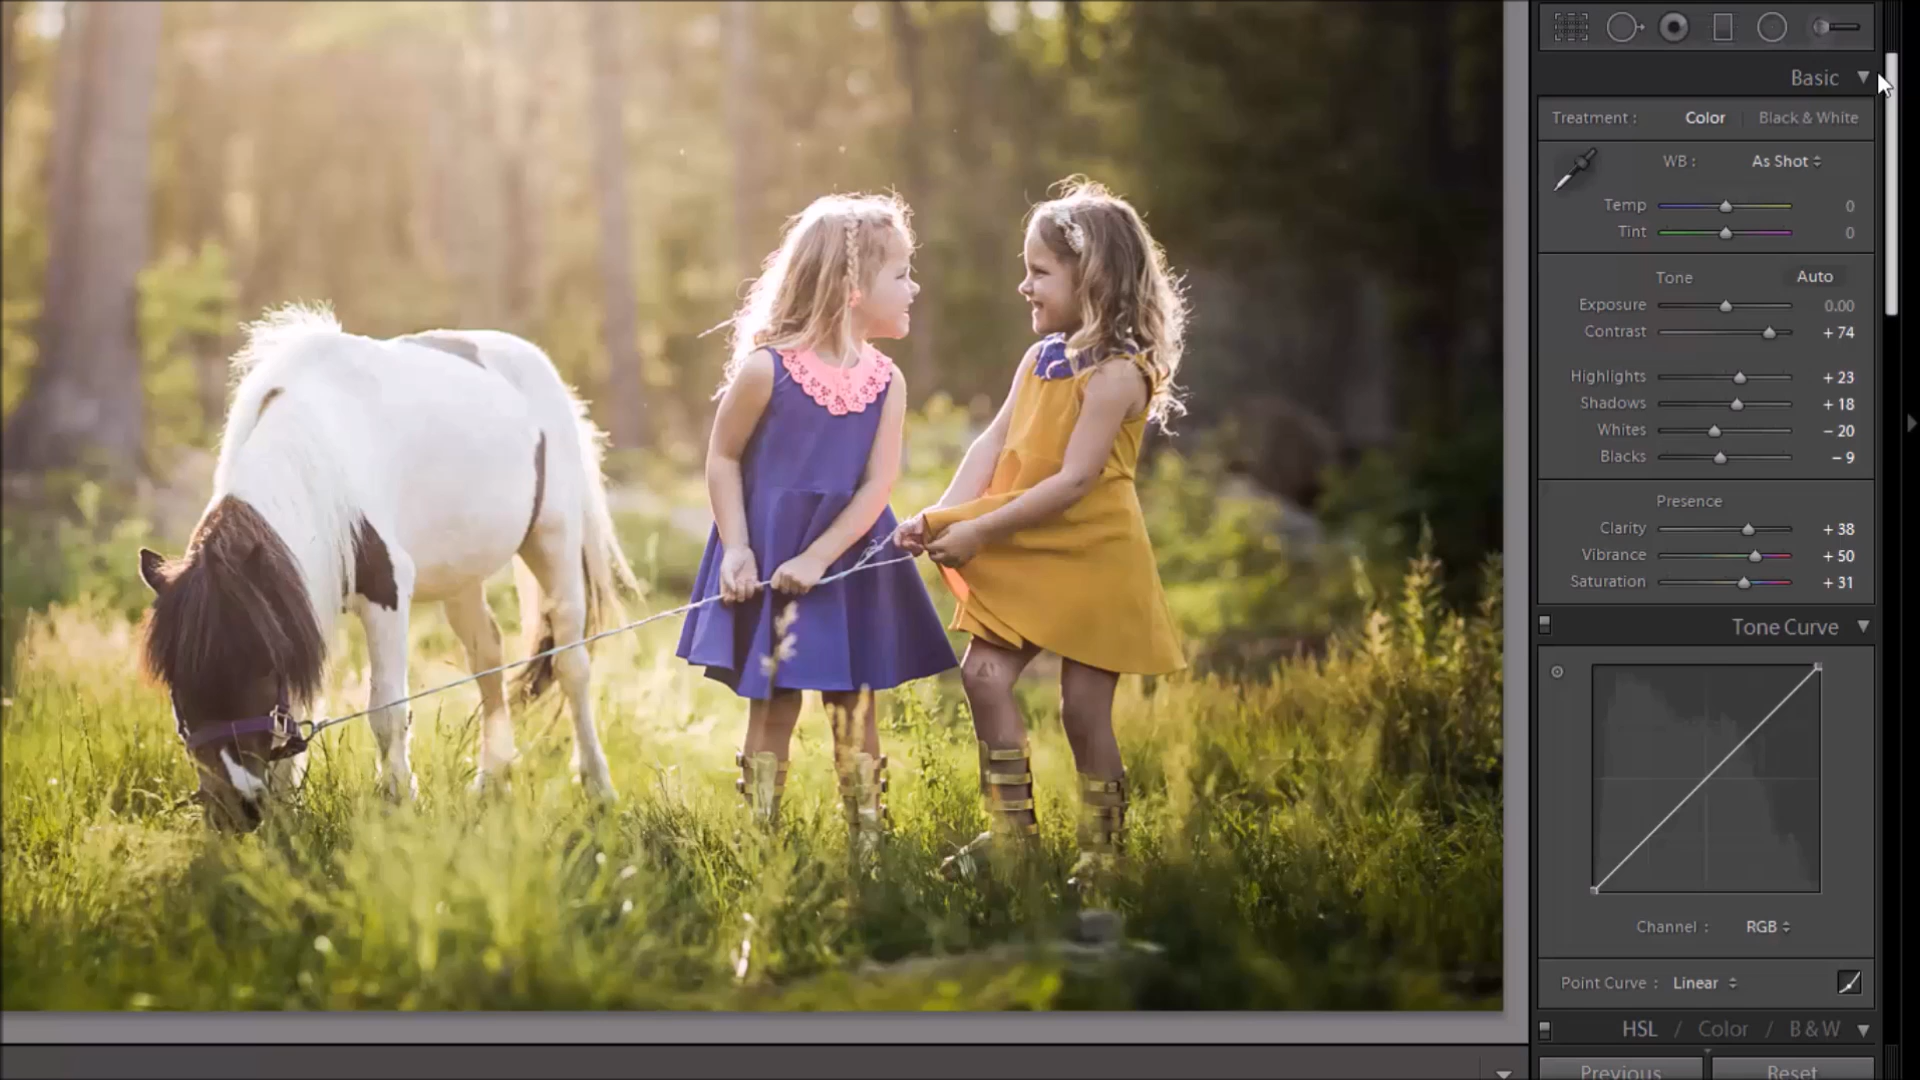 Basic
Treatment : Color Black & White
WB : As Shot
Temp 0
Tint 0
Tone Auto
Exposure 0.00
Contrast + 74
Highlights + 23
Shadows + 18
Whites − 20
Blacks − 9
Presence
Clarity + 38
Vibrance + 50
Saturation + 31
Tone Curve
Channel : RGB
Point Curve : Linear
HSL / Color / B & W
Previous Reset